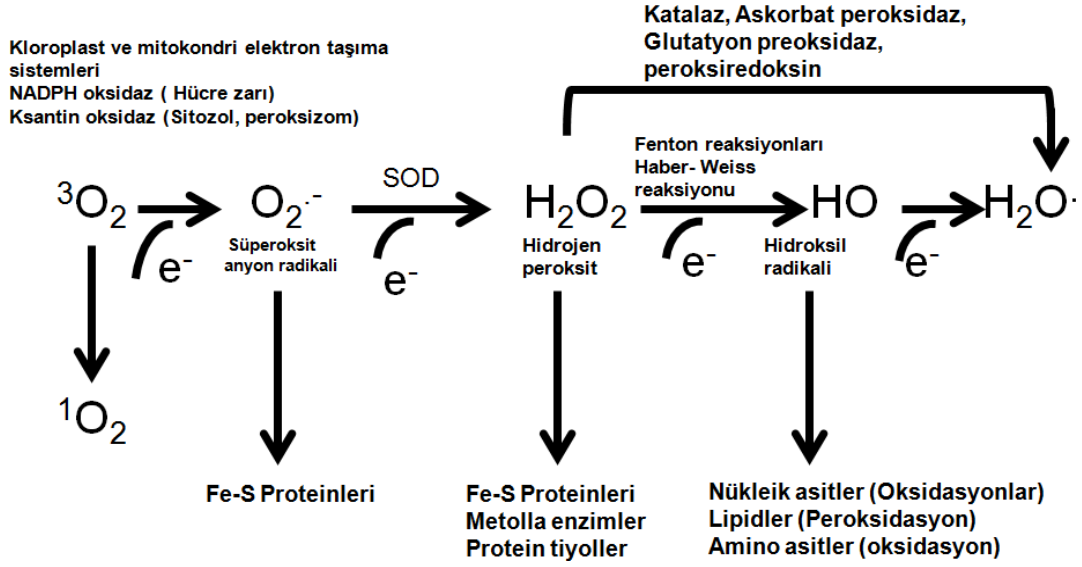 Kloroplast ve mitokondri elektron taşıma
sistemleri
NADPH oksidaz ( Hücre zarı)
Ksantin oksidaz (Sitozol, peroksizom)
Katalaz, Askorbat peroksidaz,
Glutatyon preoksidaz,
peroksiredoksin
Fenton reaksiyonları
Haber- Weiss
reaksiyonu
SOD
³O₂
O₂·⁻
H₂O₂
HO
H₂O·
Süperoksit
anyon radikali
Hidrojen
peroksit
Hidroksil
radikali
e⁻
e⁻
e⁻
e⁻
¹O₂
Fe-S Proteinleri
Fe-S Proteinleri
Metolla enzimler
Protein tiyoller
Nükleik asitler (Oksidasyonlar)
Lipidler (Peroksidasyon)
Amino asitler (oksidasyon)